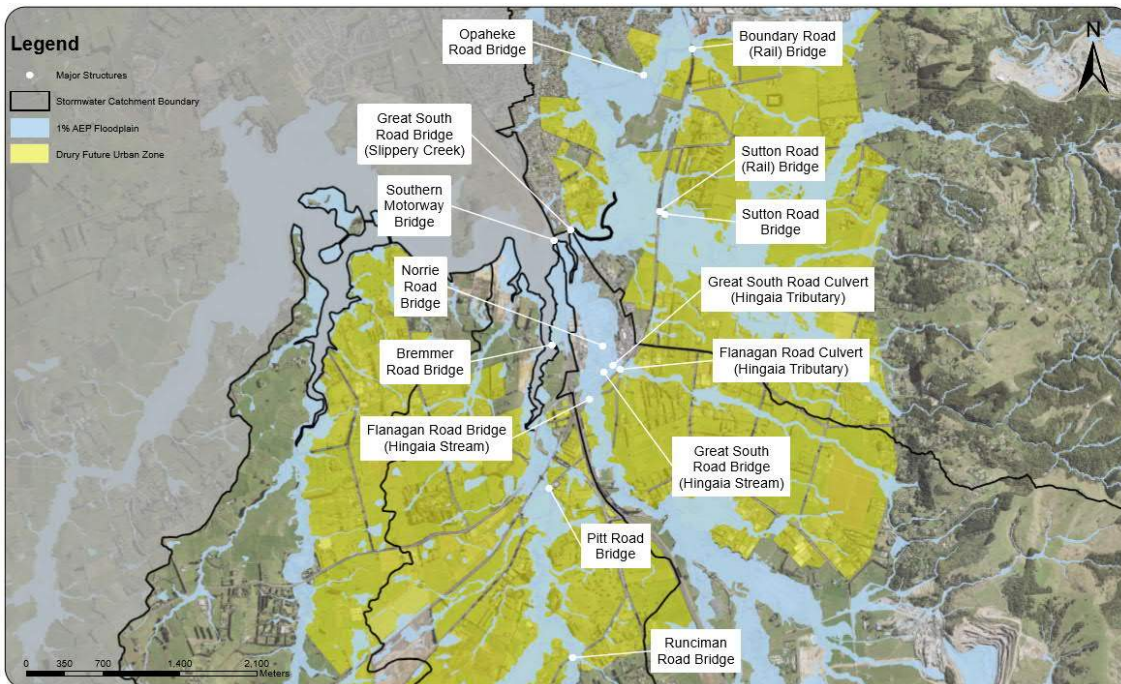 Legend
Major Structures
Stormwater Catchment Boundary
1% AEP Floodplain
Drury Future Urban Zone
N
Opaheke
Road Bridge
Boundary Road
(Rail) Bridge
Great South
Road Bridge
(Slippery Creek)
Sutton Road
(Rail) Bridge
Southern
Motorway
Bridge
Sutton Road
Bridge
Norrie
Road
Bridge
Great South Road Culvert
(Hingaia Tributary)
Bremmer
Road Bridge
Flanagan Road Culvert
(Hingaia Tributary)
Flanagan Road Bridge
(Hingaia Stream)
Great South
Road Bridge
(Hingaia Stream)
Pitt Road
Bridge
Runciman
Road Bridge
0 350 700 1,400 2,100
Meters